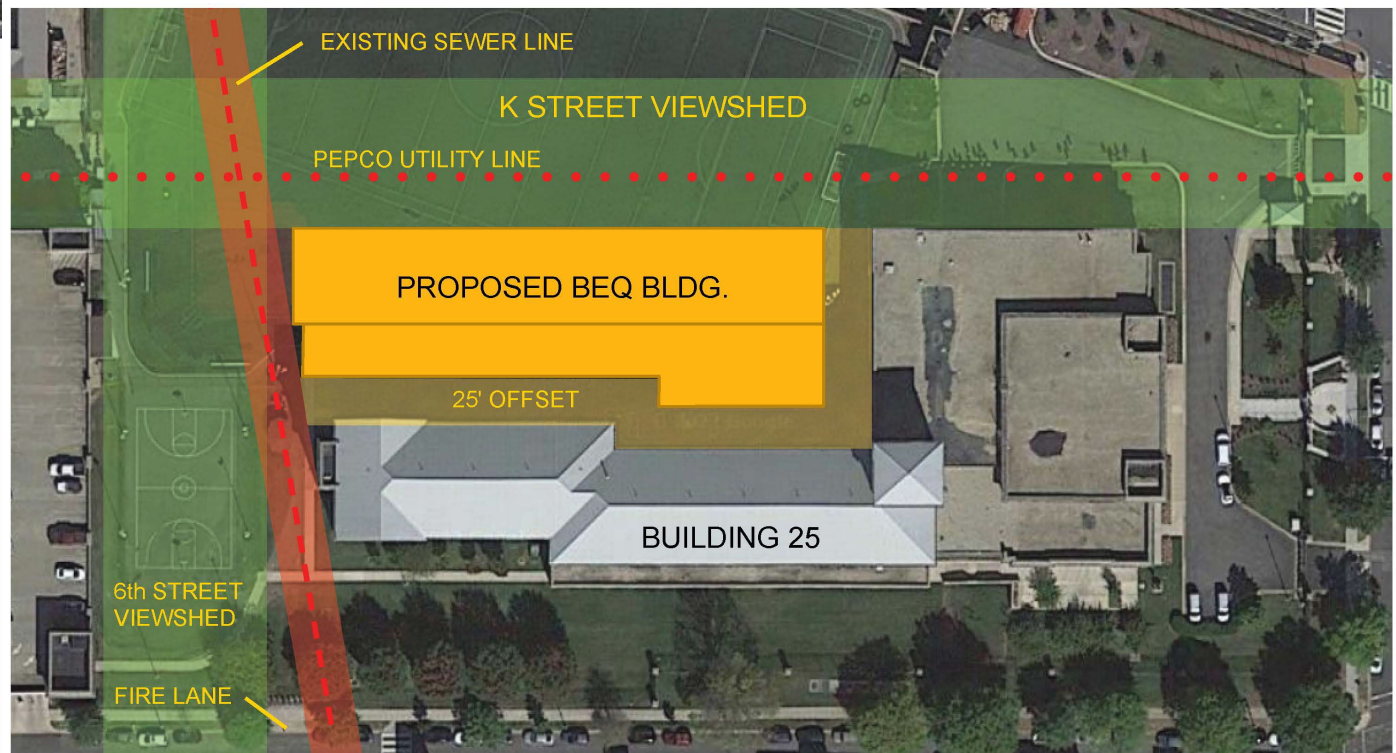 EXISTING SEWER LINE
K STREET VIEWSHED
PEPCO UTILITY LINE
PROPOSED BEQ BLDG.
25' OFFSET
BUILDING 25
6th STREET
VIEWSHED
FIRE LANE